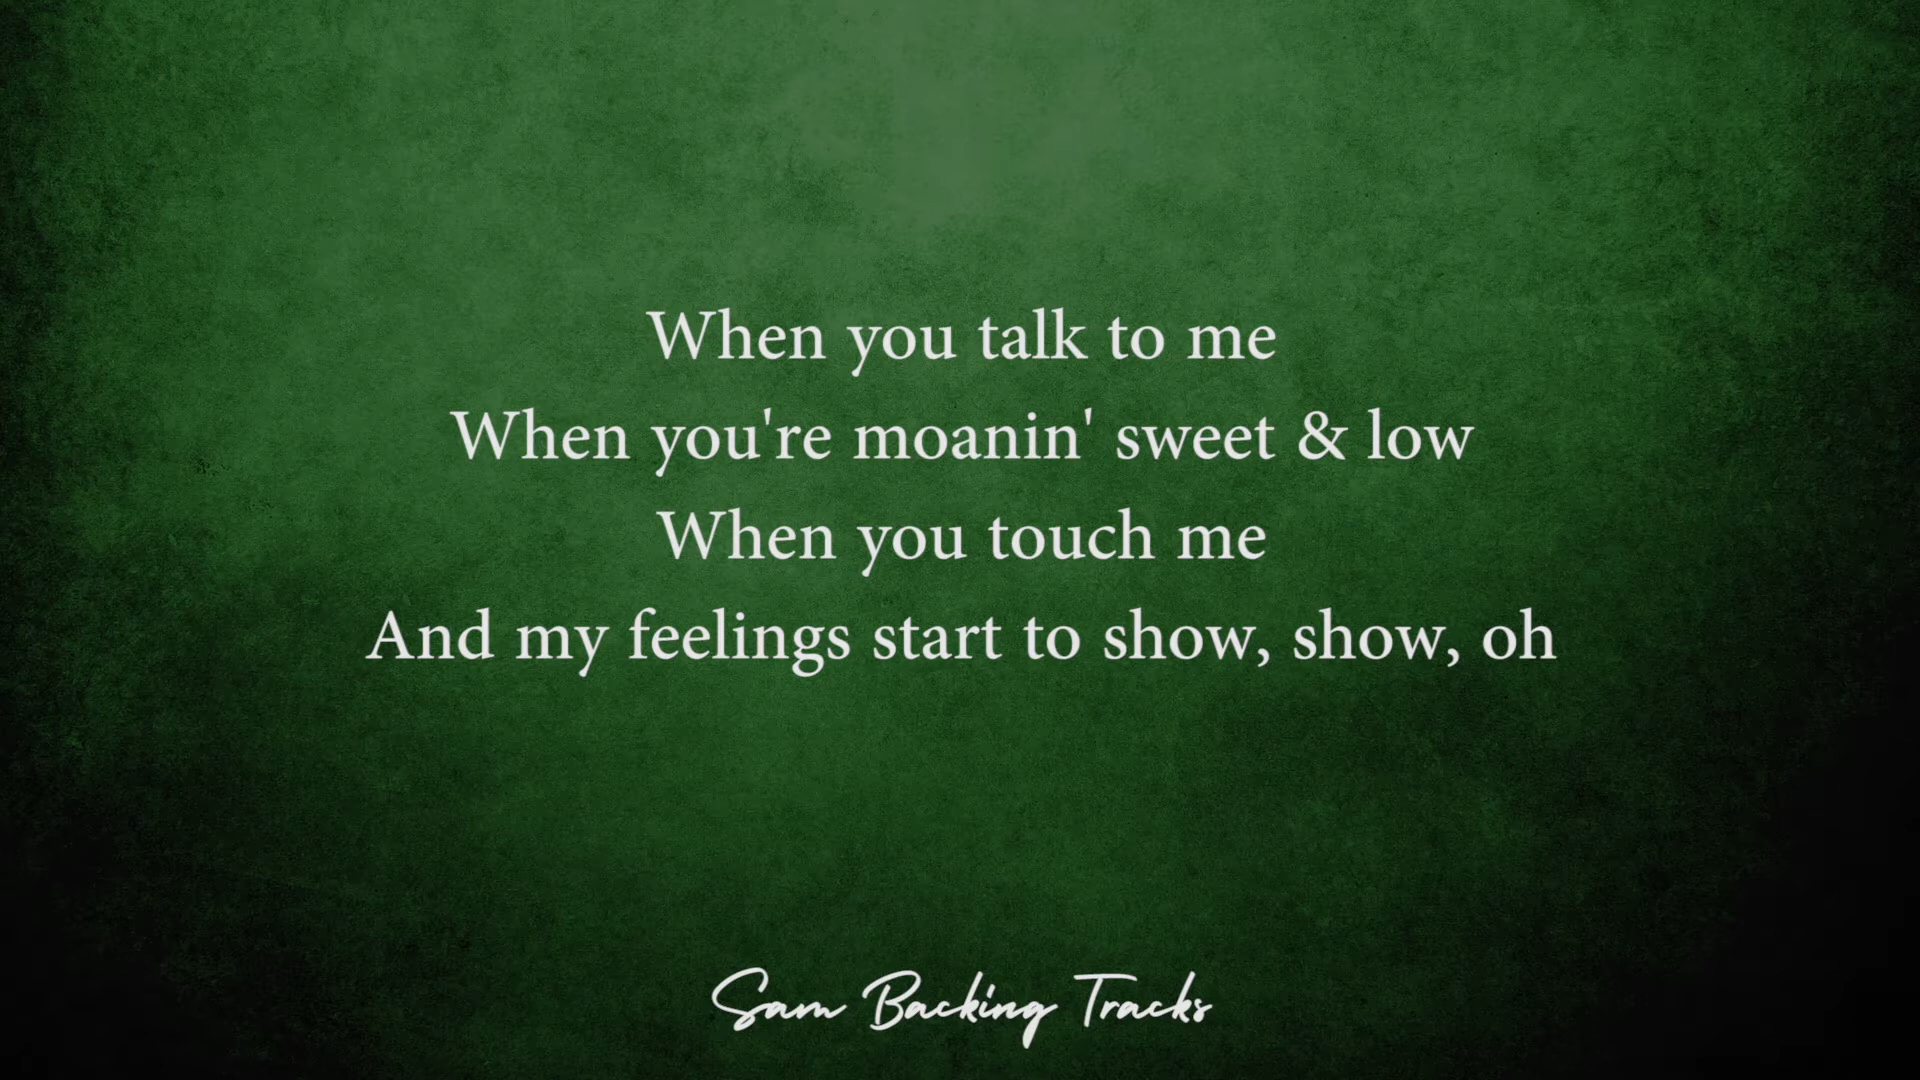 When you talk to me
When you're moanin' sweet & low
When you touch me
And my feelings start to show, show, oh
Sam Backing Tracks